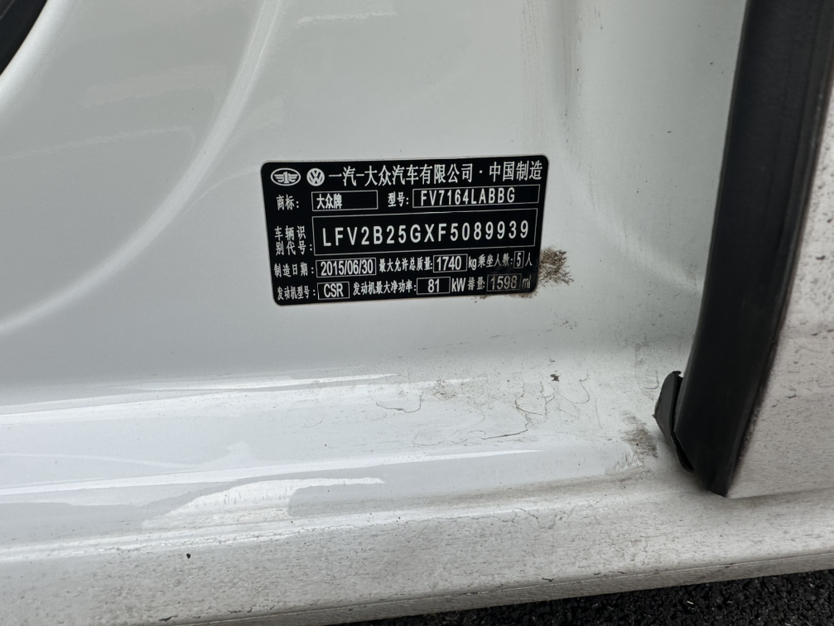 一汽-大众汽车有限公司·中国制造
商标: 大众牌 型号: FV7164LABBG
车辆识别代号: LFV2B25GXF5089939
制造日期: 2015/06/30 最大允许总质量: 1740 kg 乘坐人数: 5 人
发动机型号: CSR 发动机最大净功率: 81 kW 排量: 1598 ml